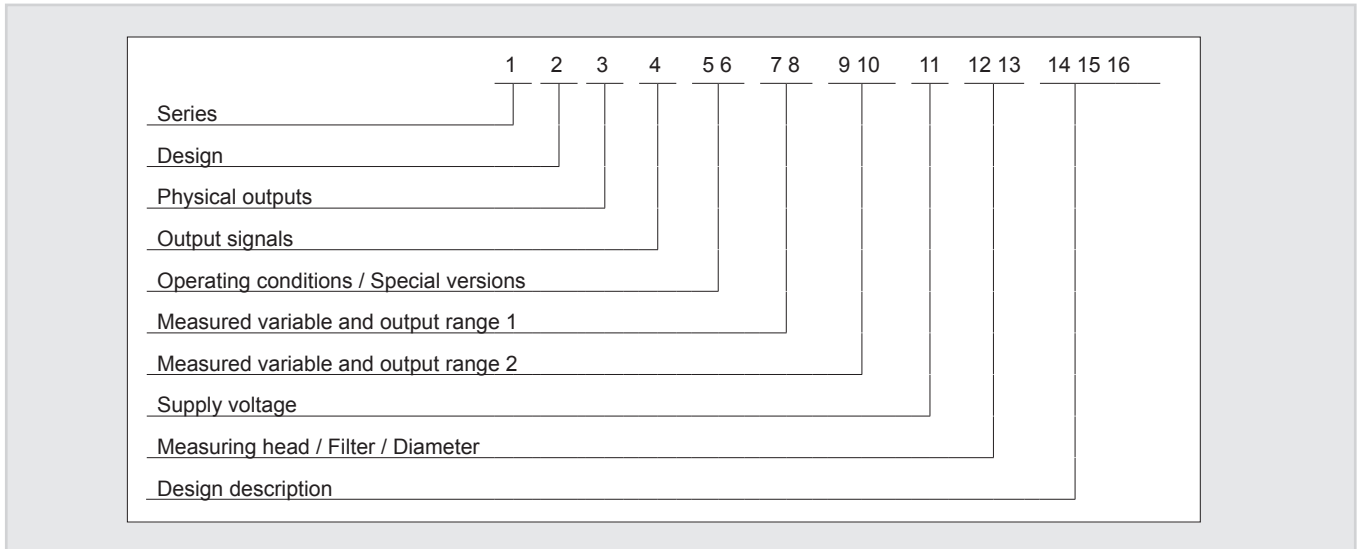 1 2 3 4 5 6 7 8 9 10 11 12 13 14 15 16
Series
Design
Physical outputs
Output signals
Operating conditions / Special versions
Measured variable and output range 1
Measured variable and output range 2
Supply voltage
Measuring head / Filter / Diameter
Design description